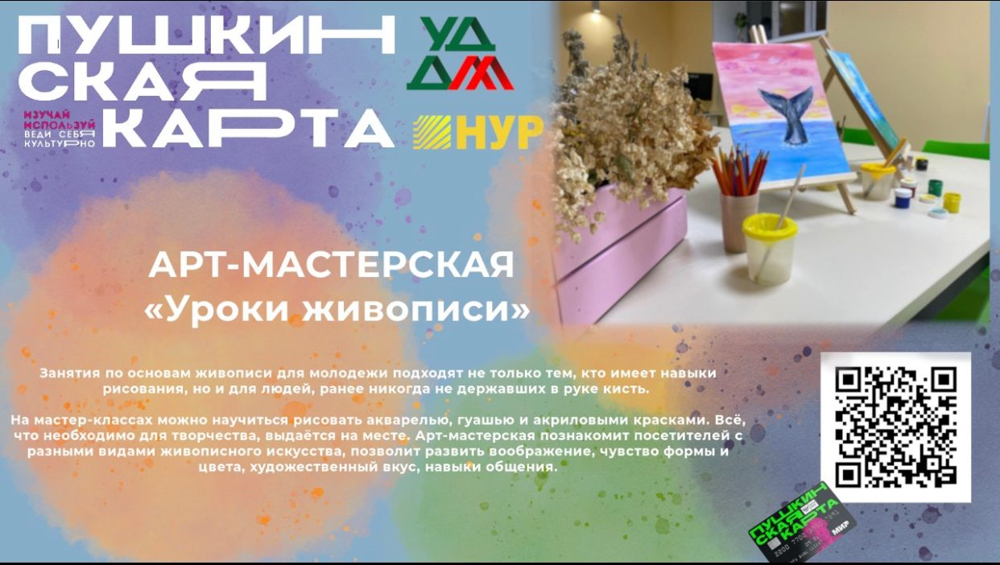 ПУШКИН
СКАЯ
КАРТА
ИЗУЧАЙ
ИСПОЛЬЗУЙ
ВЕДИ СЕБЯ
КУЛЬТУРНО
УД
ДМ
НУР
АРТ-МАСТЕРСКАЯ
«Уроки живописи»
Занятия по основам живописи для молодежи подходят не только тем, кто имеет навыки
рисования, но и для людей, ранее никогда не державших в руке кисть.
На мастер-классах можно научиться рисовать акварелью, гуашью и акриловыми красками. Всё,
что необходимо для творчества, выдаётся на месте. Арт-мастерская познакомит посетителей с
разными видами живописного искусства, позволит развить воображение, чувство формы и
цвета, художественный вкус, навыки общения.
ПУШКИН
СКАЯ
КАРТА
МИР